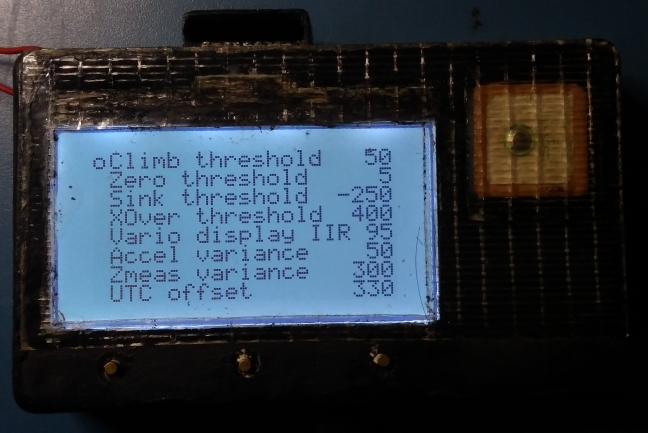 oClimb threshold 50
Zero threshold 5
Sink threshold -250
XOver threshold 400
Vario display IIR 95
Accel variance 50
Zmeas variance 300
UTC offset 330